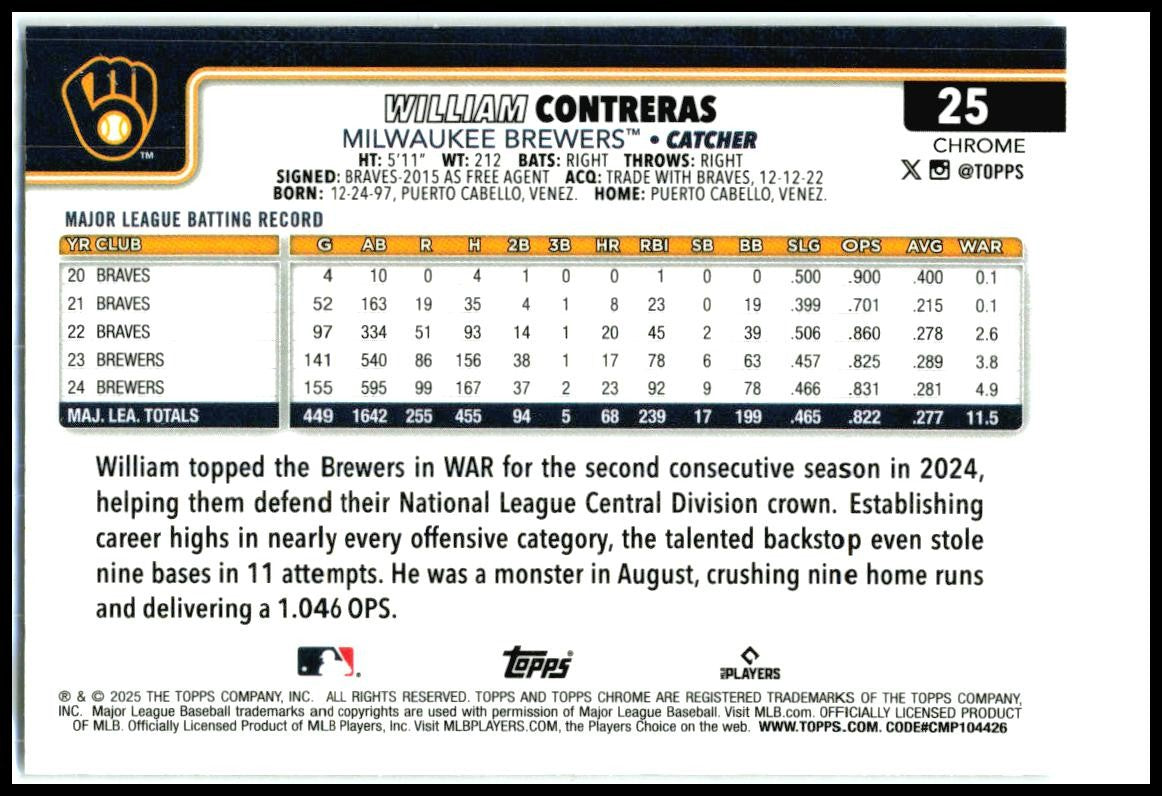 WILLIAM CONTRERAS
25
MILWAUKEE BREWERS™ • CATCHER
CHROME
HT: 5'11" WT: 212 BATS: RIGHT THROWS: RIGHT
@TOPPS
SIGNED: BRAVES-2015 AS FREE AGENT ACQ: TRADE WITH BRAVES, 12-12-22
BORN: 12-24-97, PUERTO CABELLO, VENEZ. HOME: PUERTO CABELLO, VENEZ.
TM
MAJOR LEAGUE BATTING RECORD
YR CLUB G AB R H 2B 3B HR RBI SB BB SLG OPS AVG WAR
20 BRAVES 4 10 0 4 1 0 0 1 0 0 .500 .900 .400 0.1
21 BRAVES 52 163 19 35 4 1 8 23 0 19 .399 .701 .215 0.1
22 BRAVES 97 334 51 93 14 1 20 45 2 39 .506 .860 .278 2.6
23 BREWERS 141 540 86 156 38 1 17 78 6 63 .457 .825 .289 3.8
24 BREWERS 155 595 99 167 37 2 23 92 9 78 .466 .831 .281 4.9
MAJ. LEA. TOTALS 449 1642 255 455 94 5 68 239 17 199 .465 .822 .277 11.5
William topped the Brewers in WAR for the second consecutive season in 2024,
helping them defend their National League Central Division crown. Establishing
career highs in nearly every offensive category, the talented backstop even stole
nine bases in 11 attempts. He was a monster in August, crushing nine home runs
and delivering a 1.046 OPS.
Topps® PLAYERS
® & © 2025 THE TOPPS COMPANY, INC. ALL RIGHTS RESERVED. TOPPS AND TOPPS CHROME ARE REGISTERED TRADEMARKS OF THE TOPPS COMPANY,
INC. Major League Baseball trademarks and copyrights are used with permission of Major League Baseball. Visit MLB.com. OFFICIALLY LICENSED PRODUCT
OF MLB. Officially Licensed Product of MLB Players, Inc. Visit MLBPLAYERS.COM, the Players Choice on the web. WWW.TOPPS.COM. CODE#CMP104426